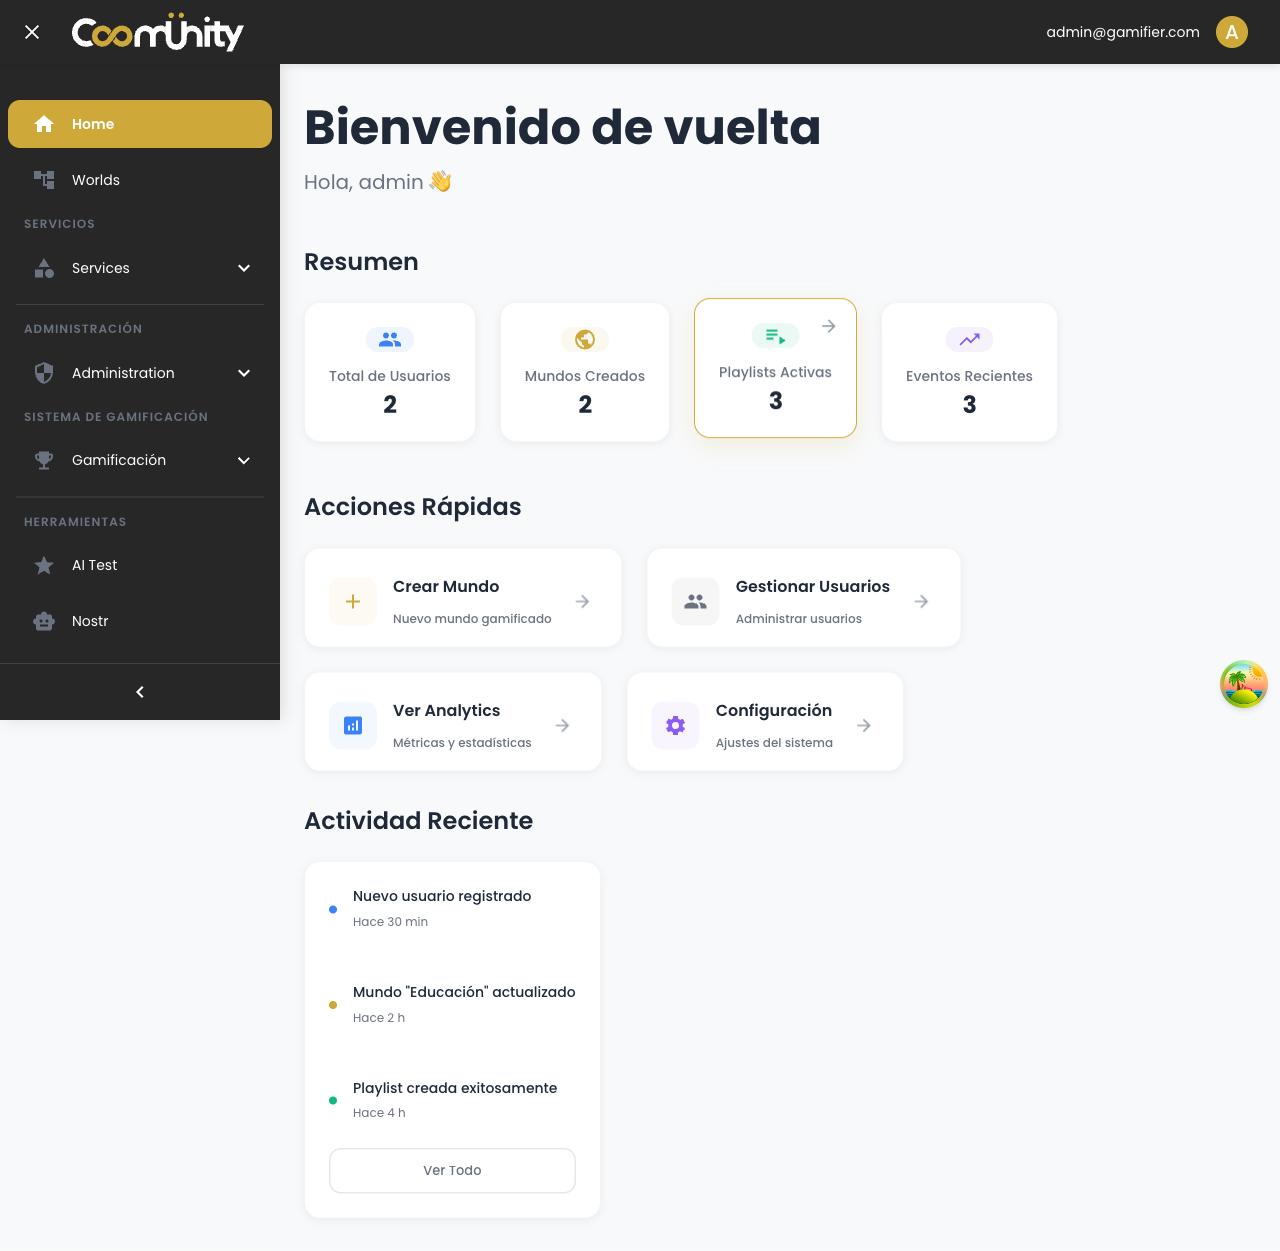 CoomÜnity
admin@gamifier.com
A
Home
Worlds
SERVICIOS
Services
ADMINISTRACIÓN
Administration
SISTEMA DE GAMIFICACIÓN
Gamificación
HERRAMIENTAS
AI Test
Nostr
Bienvenido de vuelta
Hola, admin 👋
Resumen
Total de Usuarios
2
Mundos Creados
2
Playlists Activas
3
Eventos Recientes
3
Acciones Rápidas
Crear Mundo
Nuevo mundo gamificado
Gestionar Usuarios
Administrar usuarios
Ver Analytics
Métricas y estadísticas
Configuración
Ajustes del sistema
Actividad Reciente
Nuevo usuario registrado
Hace 30 min
Mundo "Educación" actualizado
Hace 2 h
Playlist creada exitosamente
Hace 4 h
Ver Todo